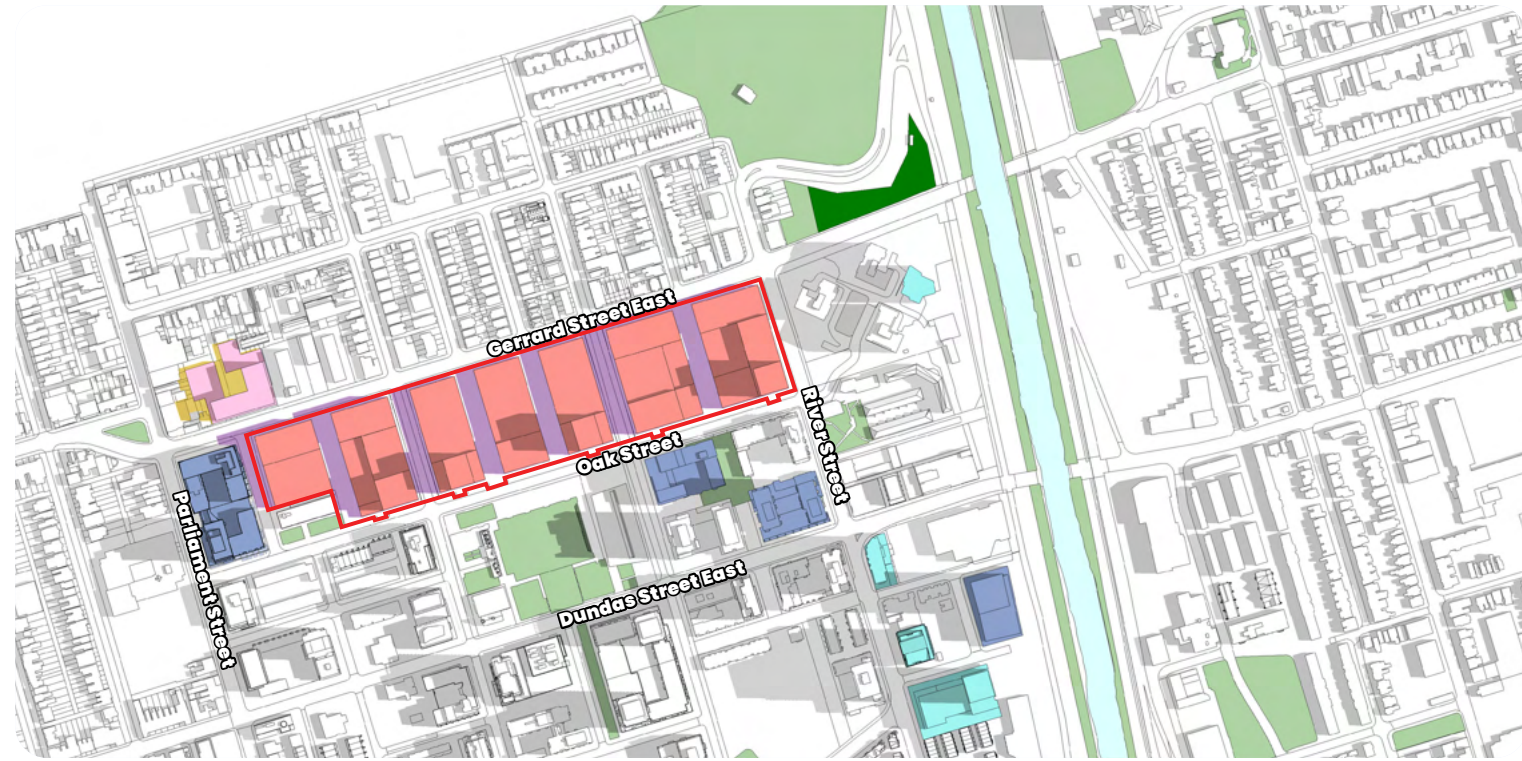 Gerrard Street East
Oak Street
River Street
Parliament Street
Dundas Street East